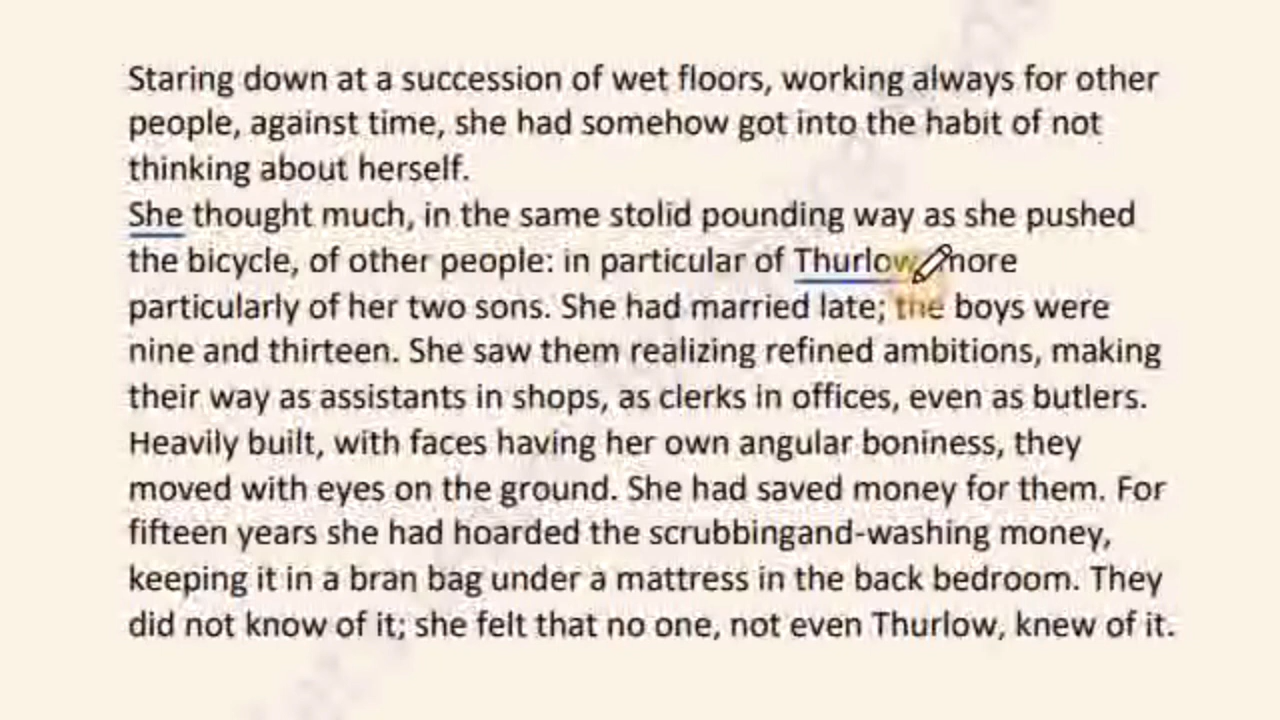 Staring down at a succession of wet floors, working always for other
people, against time, she had somehow got into the habit of not
thinking about herself.
She thought much, in the same stolid pounding way as she pushed
the bicycle, of other people: in particular of Thurlow, more
particularly of her two sons. She had married late; the boys were
nine and thirteen. She saw them realizing refined ambitions, making
their way as assistants in shops, as clerks in offices, even as butlers.
Heavily built, with faces having her own angular boniness, they
moved with eyes on the ground. She had saved money for them. For
fifteen years she had hoarded the scrubbingand-washing money,
keeping it in a bran bag under a mattress in the back bedroom. They
did not know of it; she felt that no one, not even Thurlow, knew of it.